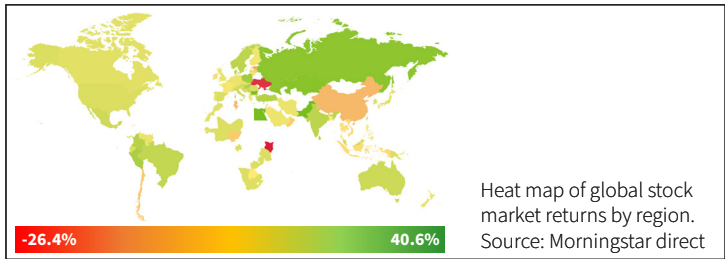 Heat map of global stock
market returns by region.
Source: Morningstar direct
-26.4% 40.6%